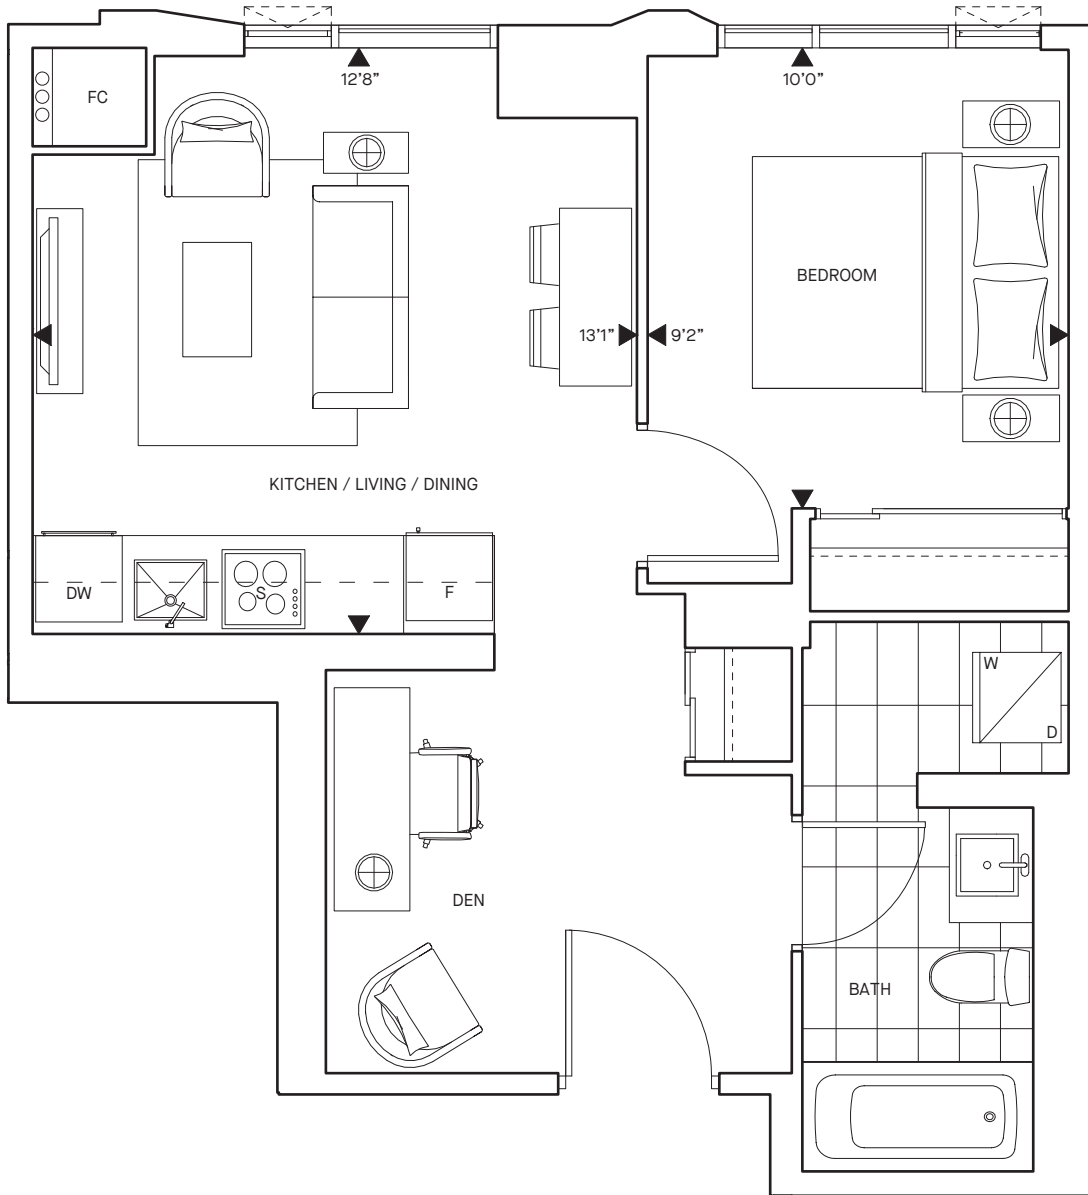 12’8”
10’0”
FC
BEDROOM
13’1”
9’2”
KITCHEN / LIVING / DINING
DW
S
F
W
D
DEN
BATH